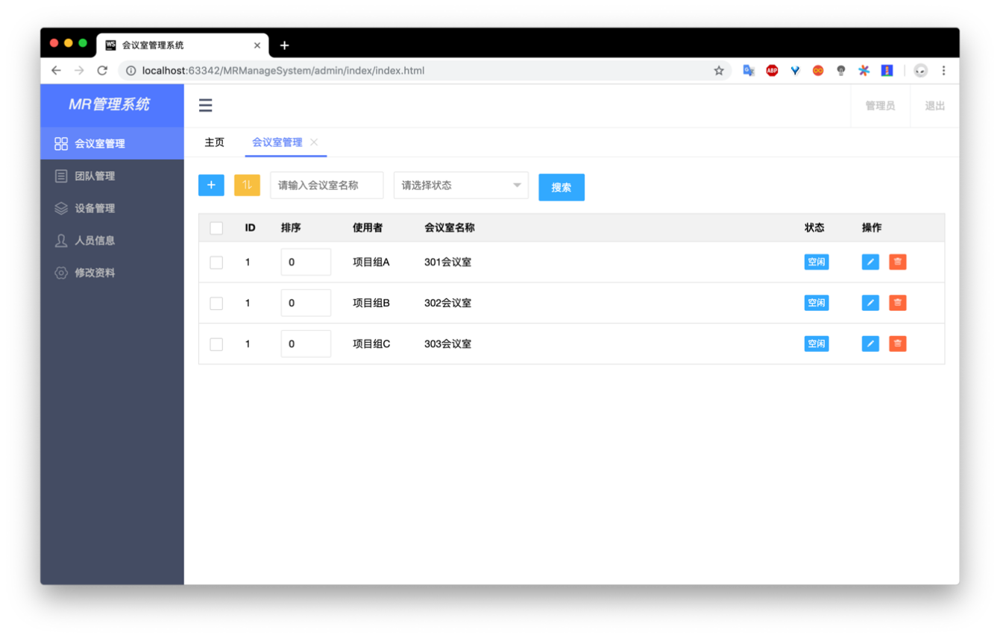 会议室管理系统
localhost:63342/MRManageSystem/admin/index/index.html
ABP
MR管理系统
管理员 退出
会议室管理
团队管理
设备管理
人员信息
修改资料
主页 会议室管理
请输入会议室名称 请选择状态 搜索
ID 排序 使用者 会议室名称 状态 操作
1 0 项目组A 301会议室 空闲
1 0 项目组B 302会议室 空闲
1 0 项目组C 303会议室 空闲